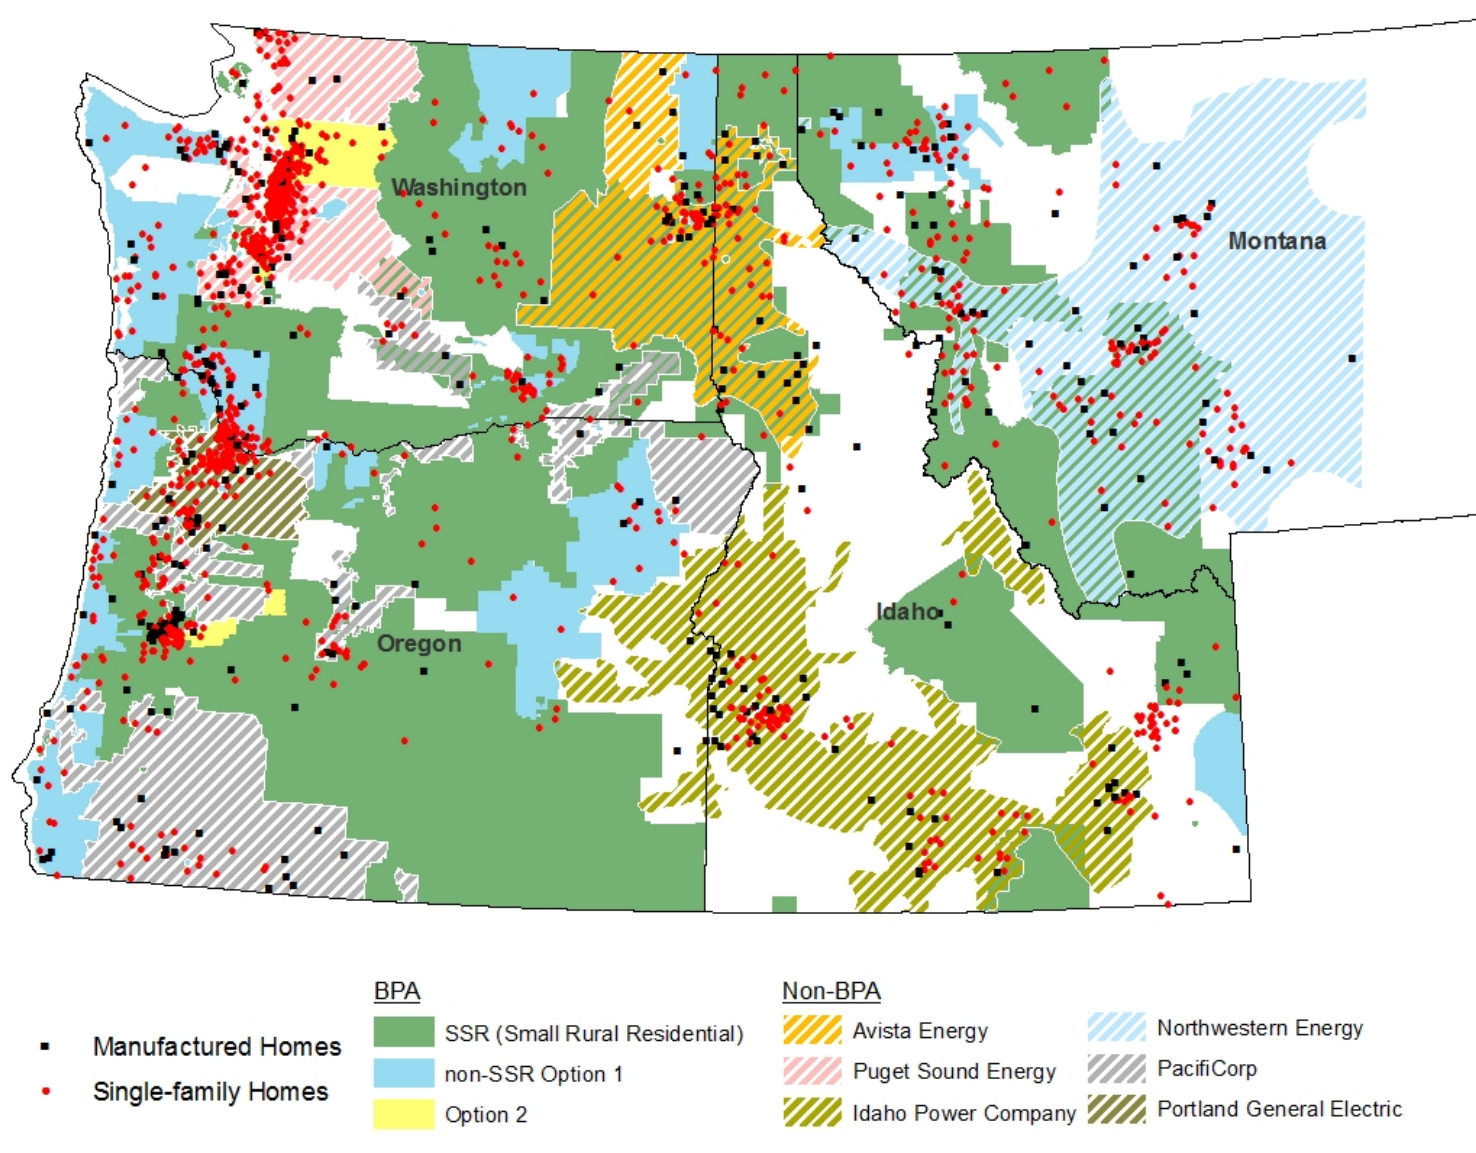 Washington
Montana
Idaho
Oregon
BPA
SSR (Small Rural Residential)
non-SSR Option 1
Option 2
Non-BPA
Avista Energy
Puget Sound Energy
Idaho Power Company
Northwestern Energy
PacifiCorp
Portland General Electric
Manufactured Homes
Single-family Homes